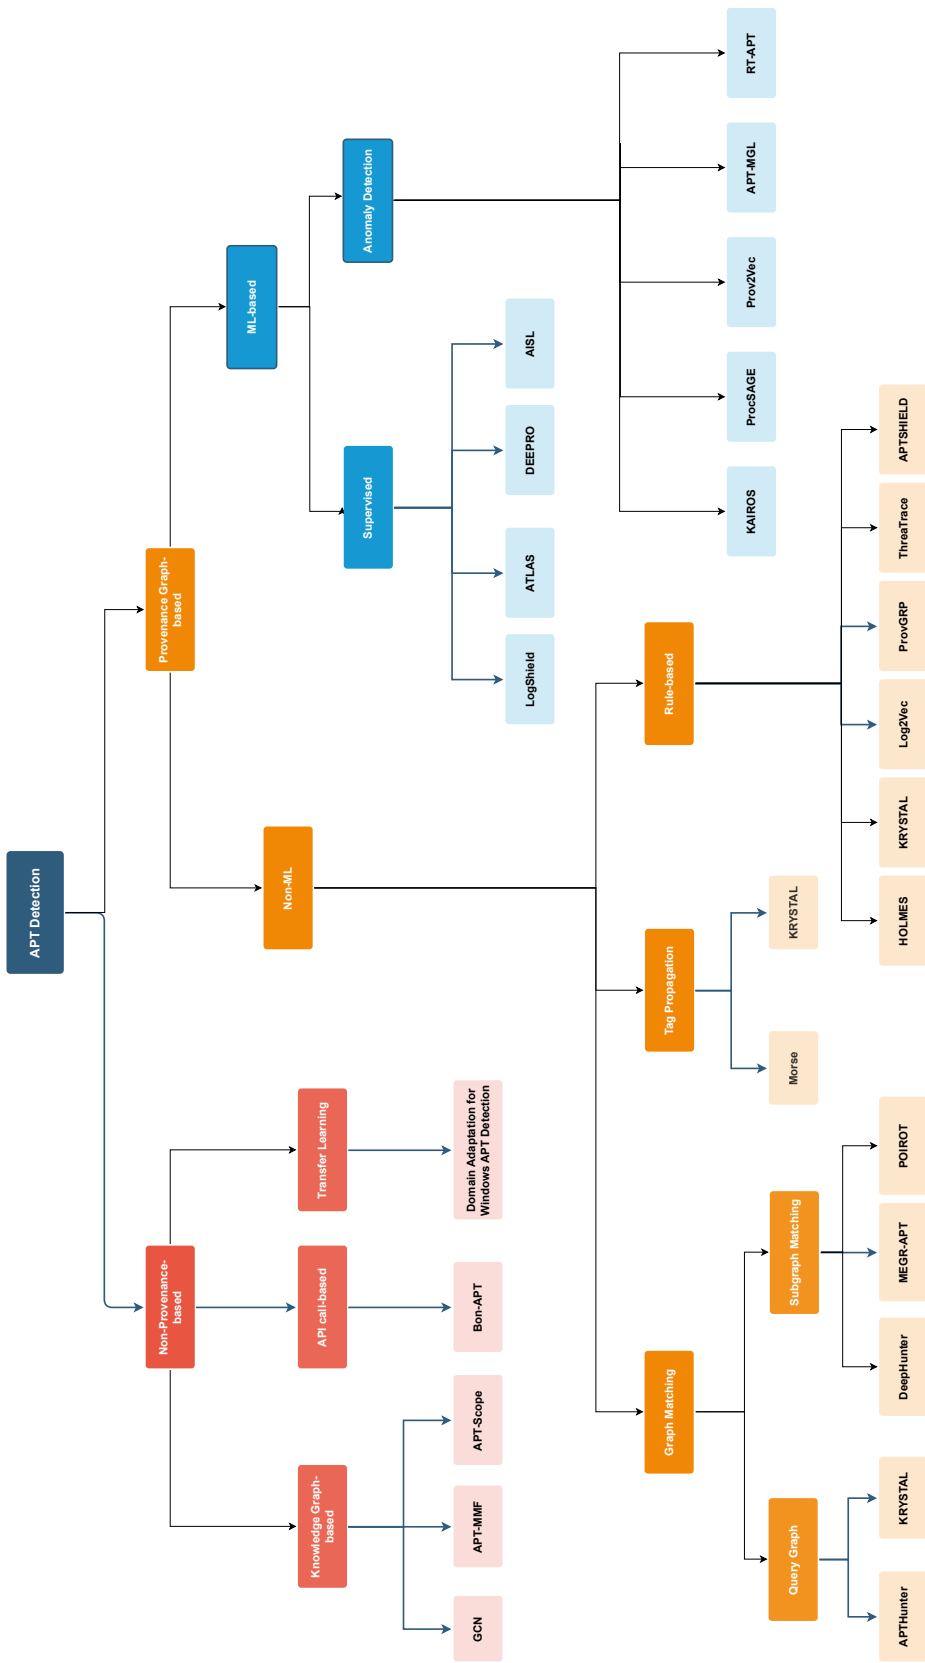 APT Detection
Non-Provenance-
based
Provenance Graph-
based
Knowledge Graph-
based
API call-based
Transfer Learning
GCN
APT-MMF
APT-Scope
Bon-APT
Domain Adaptation for
Windows APT Detection
Non-ML
ML-based
Supervised
Anomaly Detection
LogShield
ATLAS
DEEPRO
AISL
KAIROS
ProcSAGE
Prov2Vec
APT-MGL
RT-APT
Graph Matching
Tag Propagation
Rule-based
Query Graph
Subgraph Matching
Morse
KRYSTAL
APTHunter
KRYSTAL
DeepHunter
MEGR-APT
POIROT
HOLMES
KRYSTAL
Log2Vec
ProvGRP
ThreaTrace
APTSHIELD